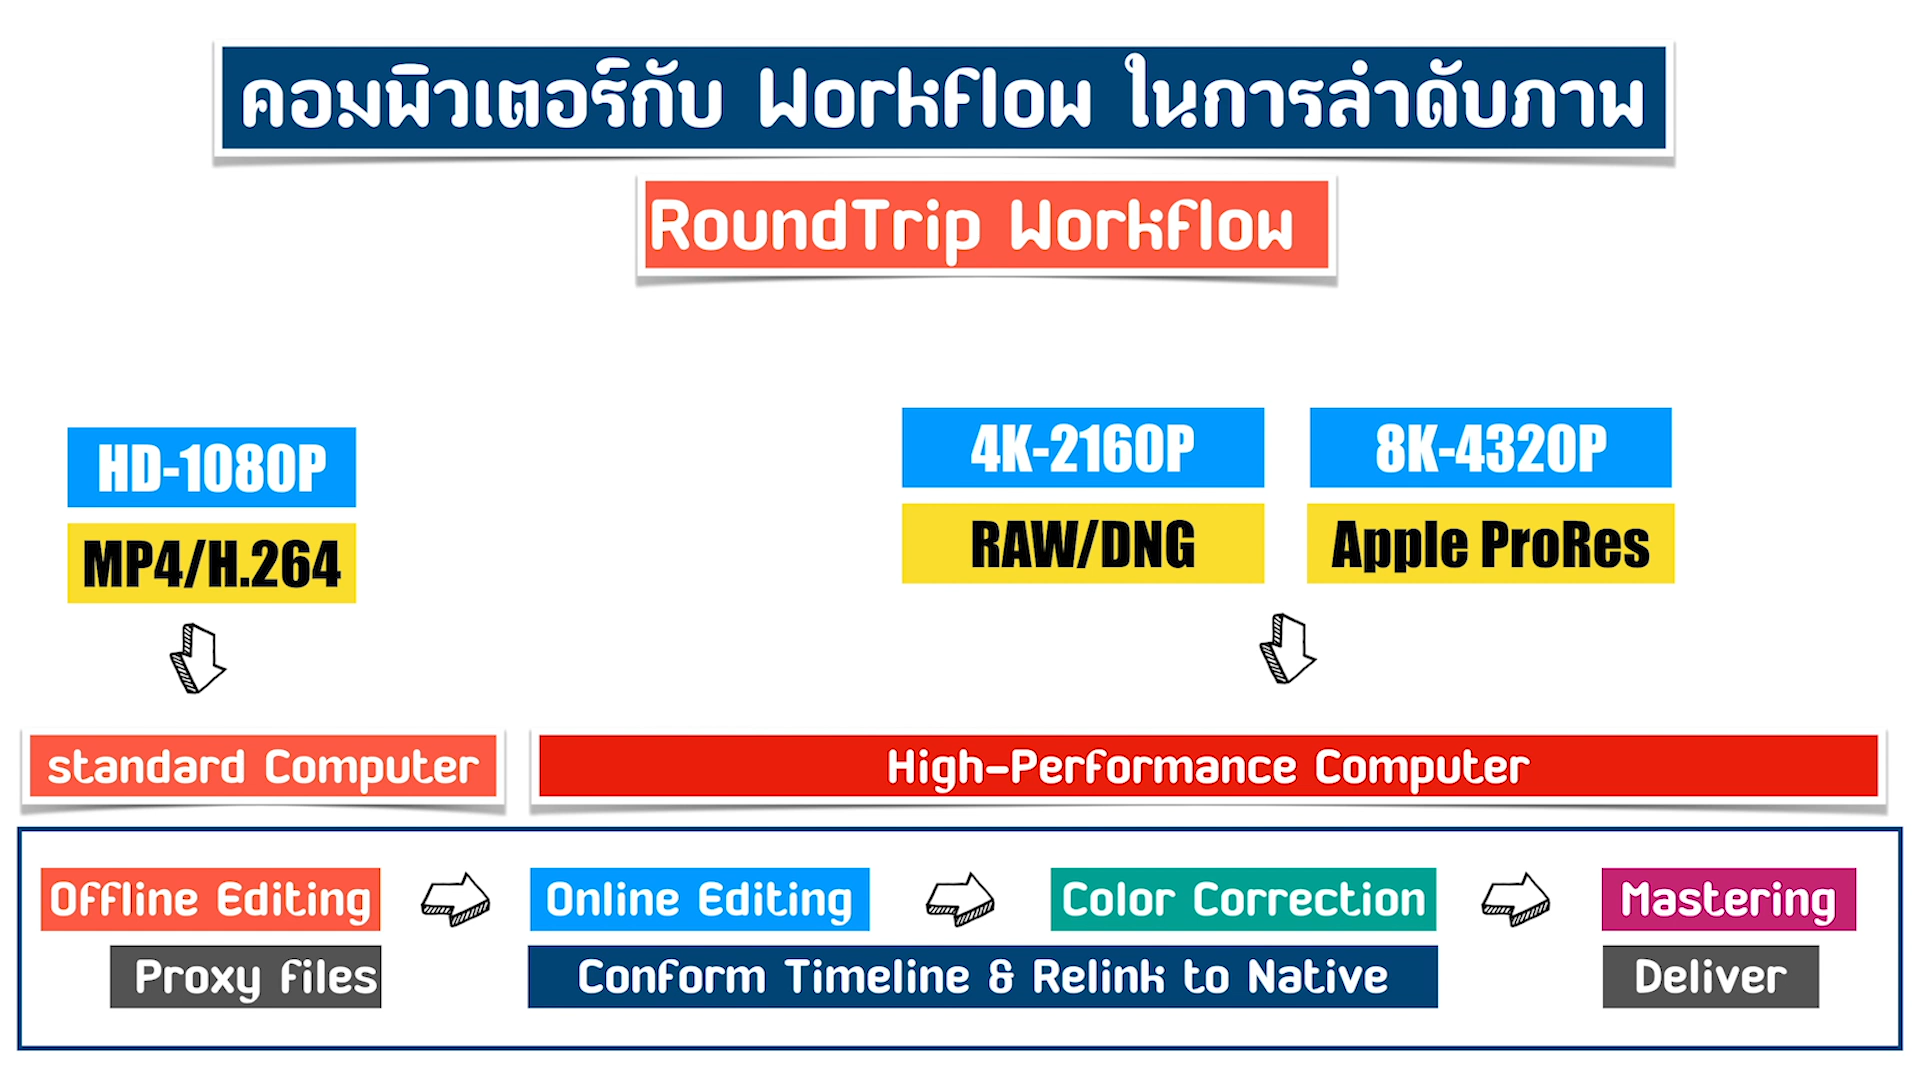 คอมพิวเตอร์กับ Workflow ในการลำดับภาพ
RoundTrip Workflow
HD-1080P
MP4/H.264
4K-2160P
8K-4320P
RAW/DNG
Apple ProRes
standard Computer
High-Performance Computer
Offline Editing
Online Editing
Color Correction
Mastering
Proxy files
Conform Timeline & Relink to Native
Deliver